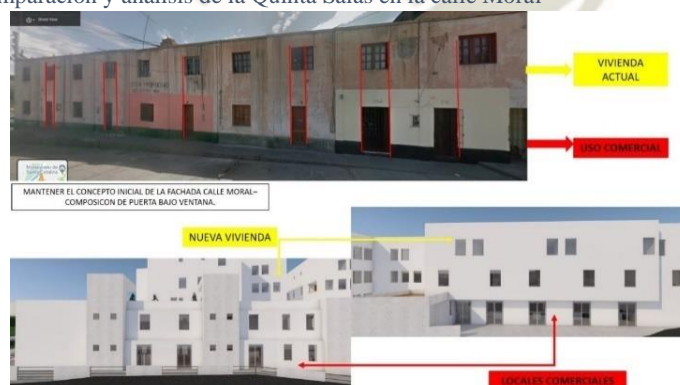 paración y análisis de la Quinta Salas en la calle Moral
VIVIENDA
ACTUAL
USO COMERCIAL
MANTENER EL CONCEPTO INICIAL DE LA FACHADA CALLE MORAL–
COMPOSICON DE PUERTA BAJO VENTANA.
NUEVA VIVIENDA
LOCALES COMERCIALES